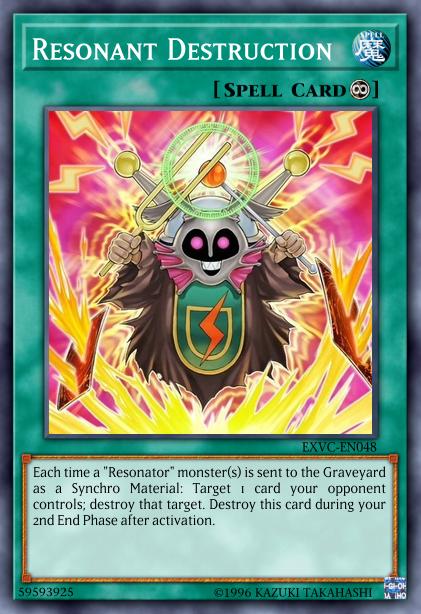 Resonant Destruction
SPELL
魔
[Spell Card]
EXVC-EN048
Each time a "Resonator" monster(s) is sent to the Graveyard
as a Synchro Material: Target 1 card your opponent
controls; destroy that target. Destroy this card during your
2nd End Phase after activation.
59593925
©1996 KAZUKI TAKAHASHI